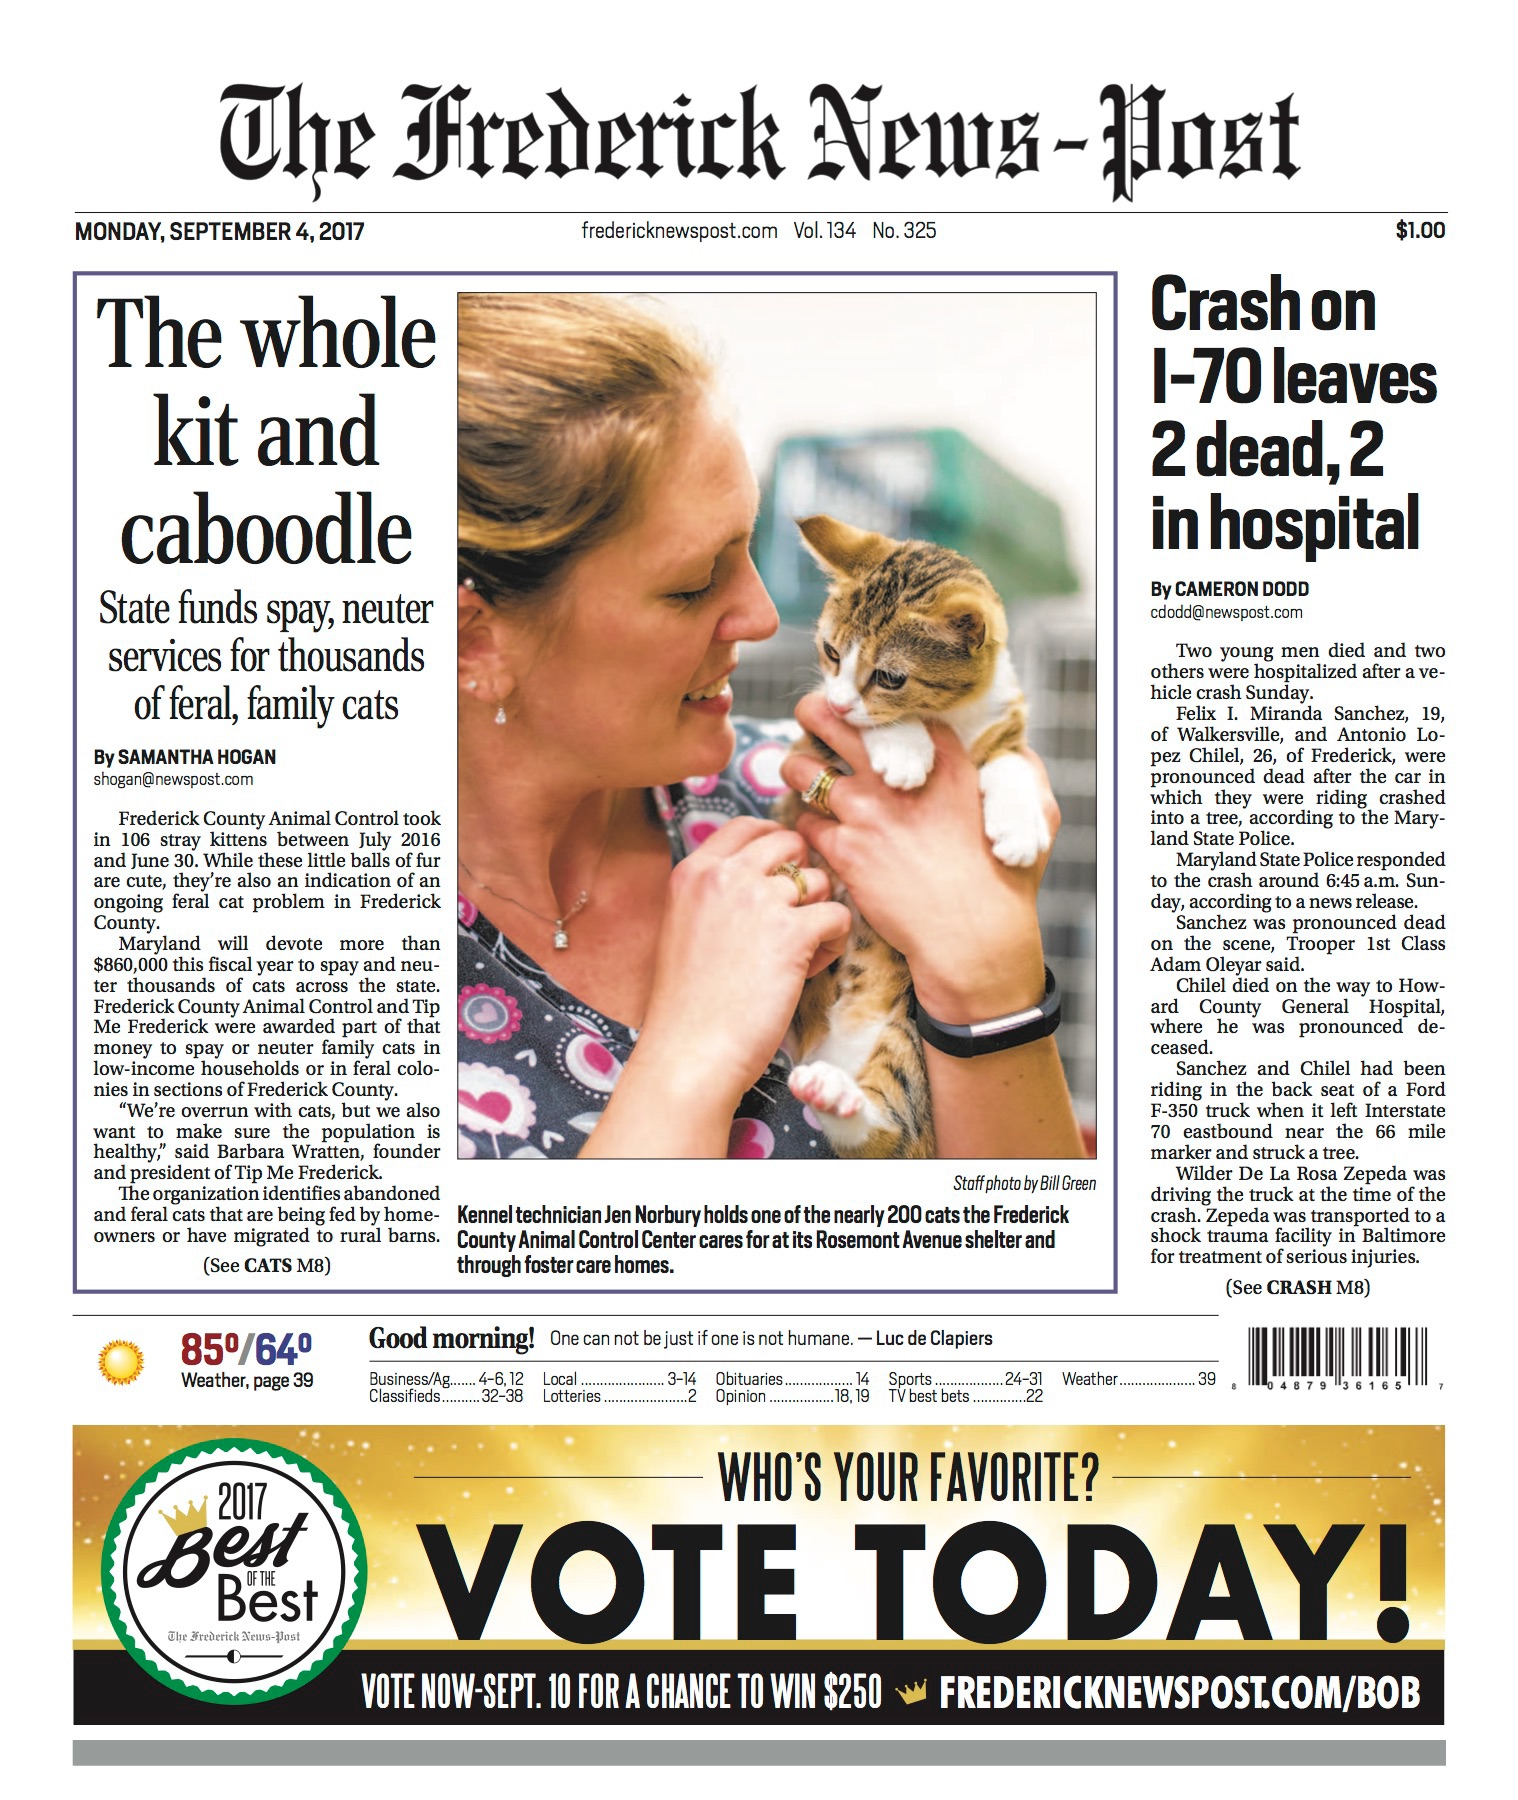 The Frederick News-Post
MONDAY, SEPTEMBER 4, 2017
fredericknewspost.com Vol. 134 No. 325
$1.00
The whole
kit and
caboodle
State funds spay, neuter
services for thousands
of feral, family cats
By SAMANTHA HOGAN
shogan@newspost.com
Frederick County Animal Control took
in 106 stray kittens between July 2016
and June 30. While these little balls of fur
are cute, they’re also an indication of an
ongoing feral cat problem in Frederick
County.
Maryland will devote more than
$860,000 this fiscal year to spay and neu-
ter thousands of cats across the state.
Frederick County Animal Control and Tip
Me Frederick were awarded part of that
money to spay or neuter family cats in
low-income households or in feral colo-
nies in sections of Frederick County.
“We’re overrun with cats, but we also
want to make sure the population is
healthy,” said Barbara Wratten, founder
and president of Tip Me Frederick.
The organization identifies abandoned
and feral cats that are being fed by home-
owners or have migrated to rural barns.
(See CATS M8)
Staff photo by Bill Green
Kennel technician Jen Norbury holds one of the nearly 200 cats the Frederick
County Animal Control Center cares for at its Rosemont Avenue shelter and
through foster care homes.
Crash on
I-70 leaves
2 dead, 2
in hospital
By CAMERON DODD
cdodd@newspost.com
Two young men died and two
others were hospitalized after a ve-
hicle crash Sunday.
Felix I. Miranda Sanchez, 19,
of Walkersville, and Antonio Lo-
pez Chilel, 26, of Frederick, were
pronounced dead after the car in
which they were riding crashed
into a tree, according to the Mary-
land State Police.
Maryland State Police responded
to the crash around 6:45 a.m. Sun-
day, according to a news release.
Sanchez was pronounced dead
on the scene, Trooper 1st Class
Adam Oleyar said.
Chilel died on the way to How-
ard County General Hospital,
where he was pronounced de-
ceased.
Sanchez and Chilel had been
riding in the back seat of a Ford
F-350 truck when it left Interstate
70 eastbound near the 66 mile
marker and struck a tree.
Wilder De La Rosa Zepeda was
driving the truck at the time of the
crash. Zepeda was transported to a
shock trauma facility in Baltimore
for treatment of serious injuries.
(See CRASH M8)
85º/64º
Weather, page 39
Good morning! One can not be just if one is not humane. — Luc de Clapiers
Business/Ag....... 4-6, 12
Classifieds.......... 32-38
Local ...................... 3-14
Lotteries ...................... 2
Obituaries.................. 14
Opinion ................. 18, 19
Sports .................. 24-31
TV best bets ..............22
Weather.................... 39
8 04879 36165 7
2017
Best
OF THE
Best
The Frederick News-Post
WHO’S YOUR FAVORITE?
VOTE TODAY!
VOTE NOW-SEPT. 10 FOR A CHANCE TO WIN $250
FREDERICKNEWSPOST.COM/BOB